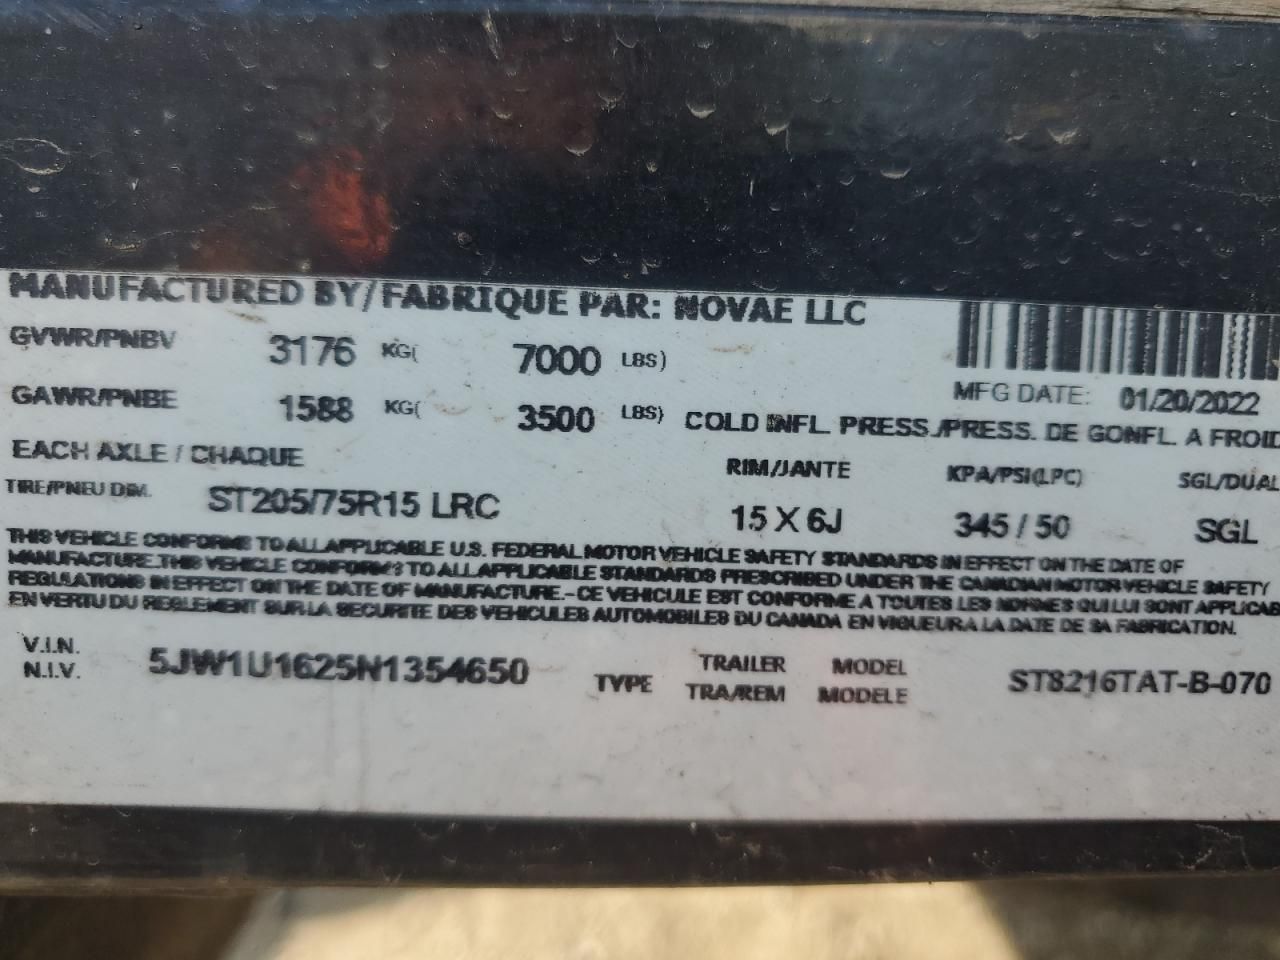 MANUFACTURED BY/FABRIQUE PAR: NOVAE LLC
GVWR/PNBV 3176 KG( 7000 LBS)
MFG DATE: 01/20/2022
GAWR/PNBE 1588 KG( 3500 LBS) COLD INFL. PRESS./PRESS. DE GONFL. A FROID
EACH AXLE / CHAQUE RIM/JANTE KPA/PSI(LPC) SGL/DUAL
TIRE/PNEU DIM. ST205/75R15 LRC 15 X 6J 345 / 50 SGL
THIS VEHICLE CONFORMS TO ALL APPLICABLE U.S. FEDERAL MOTOR VEHICLE SAFETY STANDARDS IN EFFECT ON THE DATE OF
MANUFACTURE.THIS VEHICLE CONFORMS TO ALL APPLICABLE STANDARDS PRESCRIBED UNDER THE CANADIAN MOTOR VEHICLE SAFETY
REGULATIONS IN EFFECT ON THE DATE OF MANUFACTURE.-CE VEHICULE EST CONFORME A TOUTES LES NORMES QUI LUI SONT APPLICAB
EN VERTU DU REGLEMENT SUR LA SECURITE DES VEHICULES AUTOMOBILES DU CANADA EN VIGUEUR A LA DATE DE SA FABRICATION.
V.I.N. 5JW1U1625N1354650 TYPE TRAILER MODEL ST8216TAT-B-070
N.I.V. TRA/REM MODELE